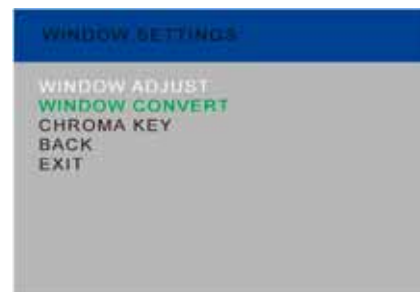 WINDOW SETTINGS
WINDOW ADJUST
WINDOW CONVERT
CHROMA KEY
BACK
EXIT